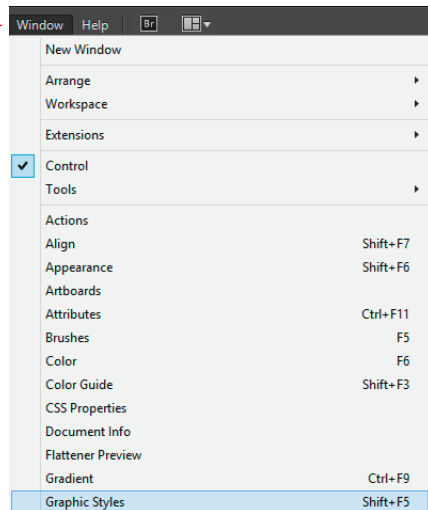 Window Help Br
New Window
Arrange
Workspace
Extensions
Control
Tools
Actions
Align Shift+F7
Appearance Shift+F6
Artboards
Attributes Ctrl+F11
Brushes F5
Color F6
Color Guide Shift+F3
CSS Properties
Document Info
Flattener Preview
Gradient Ctrl+F9
Graphic Styles Shift+F5